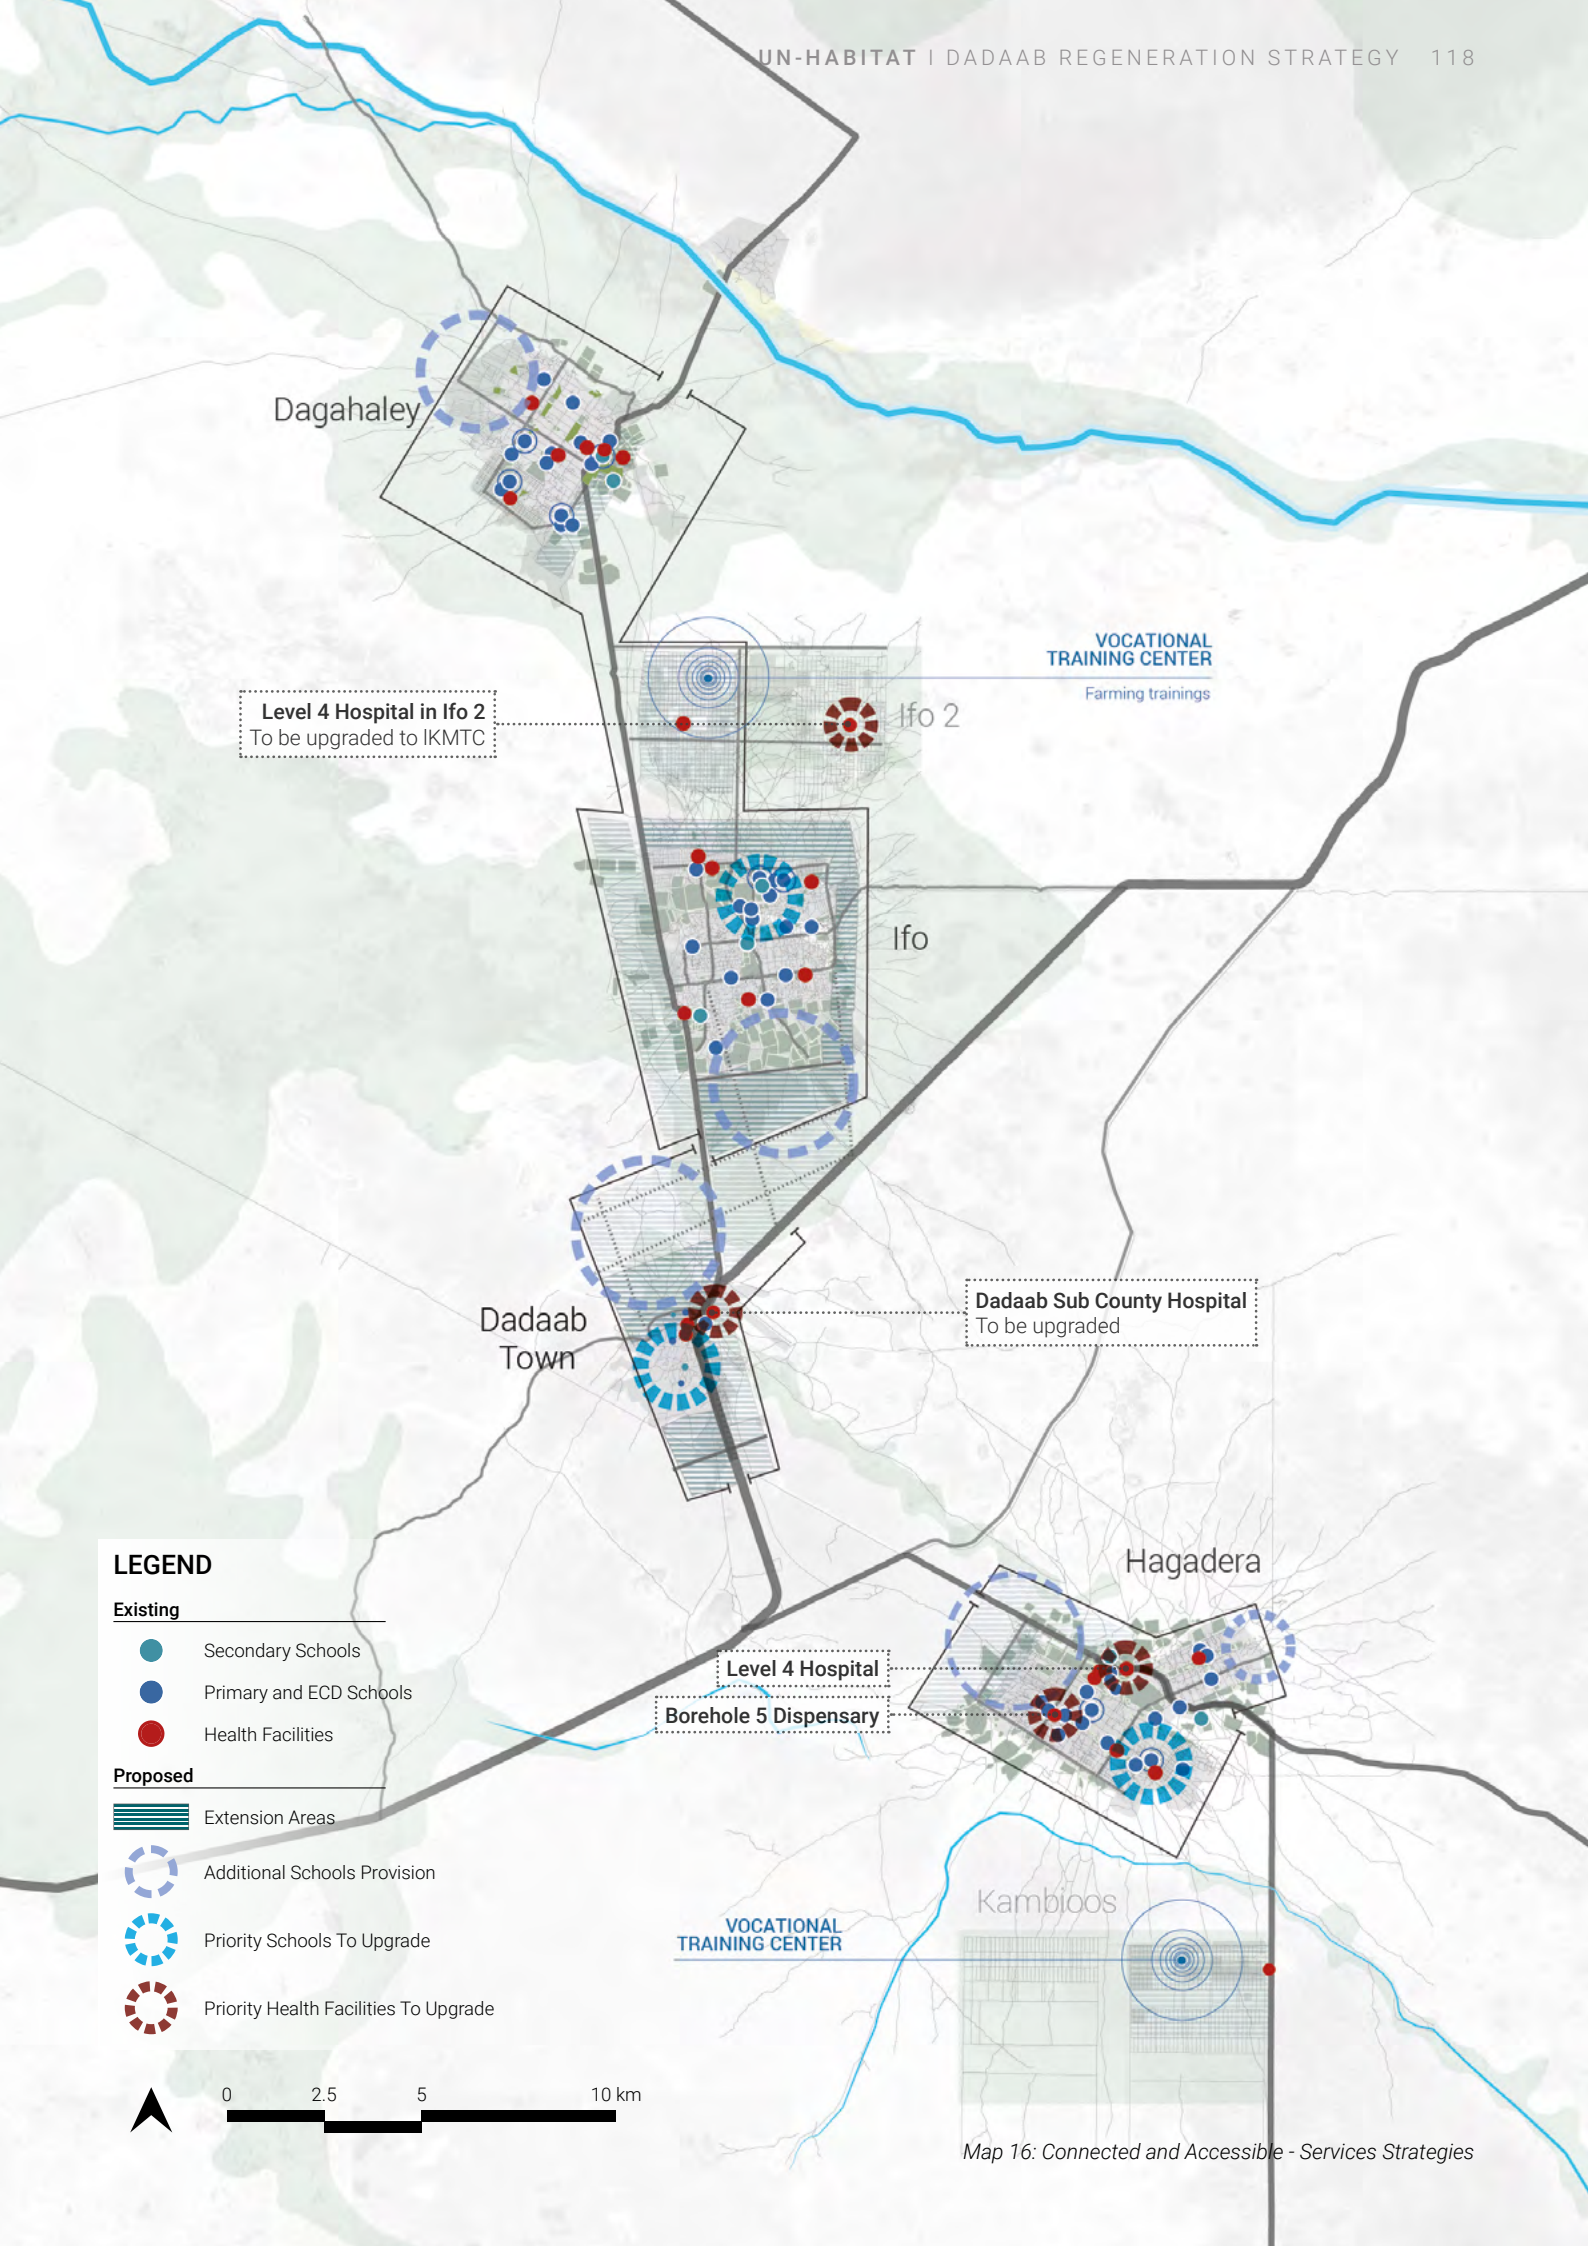 UN-HABITAT I DADAAB REGENERATION STRATEGY 118
Dagahaley
VOCATIONAL
TRAINING CENTER
Farming trainings
Level 4 Hospital in Ifo 2
To be upgraded to IKMTC
Ifo 2
Ifo
Dadaab Sub County Hospital
To be upgraded
Dadaab
Town
Hagadera
Level 4 Hospital
Borehole 5 Dispensary
Kambioos
VOCATIONAL
TRAINING CENTER
LEGEND
Existing
Secondary Schools
Primary and ECD Schools
Health Facilities
Proposed
Extension Areas
Additional Schools Provision
Priority Schools To Upgrade
Priority Health Facilities To Upgrade
0 2.5 5 10 km
Map 16: Connected and Accessible - Services Strategies